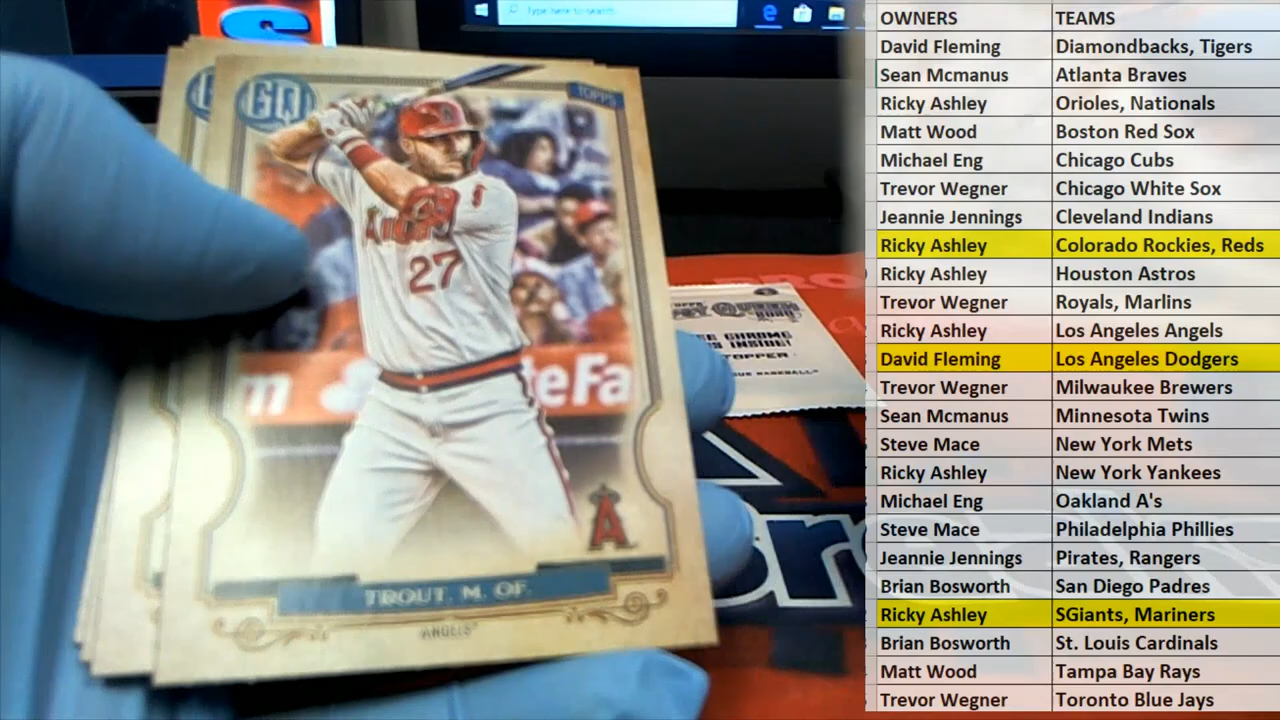 Type here to search
GQ
TOPPS
Angels
27
m
teFa
A
TROUT, M. OF.
ANGELS
QUEEN
CHROME
INSIDE!
TOPPER
BASEBALL
OWNERS TEAMS
David Fleming Diamondbacks, Tigers
Sean Mcmanus Atlanta Braves
Ricky Ashley Orioles, Nationals
Matt Wood Boston Red Sox
Michael Eng Chicago Cubs
Trevor Wegner Chicago White Sox
Jeannie Jennings Cleveland Indians
Ricky Ashley Colorado Rockies, Reds
Ricky Ashley Houston Astros
Trevor Wegner Royals, Marlins
Ricky Ashley Los Angeles Angels
David Fleming Los Angeles Dodgers
Trevor Wegner Milwaukee Brewers
Sean Mcmanus Minnesota Twins
Steve Mace New York Mets
Ricky Ashley New York Yankees
Michael Eng Oakland A's
Steve Mace Philadelphia Phillies
Jeannie Jennings Pirates, Rangers
Brian Bosworth San Diego Padres
Ricky Ashley SGiants, Mariners
Brian Bosworth St. Louis Cardinals
Matt Wood Tampa Bay Rays
Trevor Wegner Toronto Blue Jays